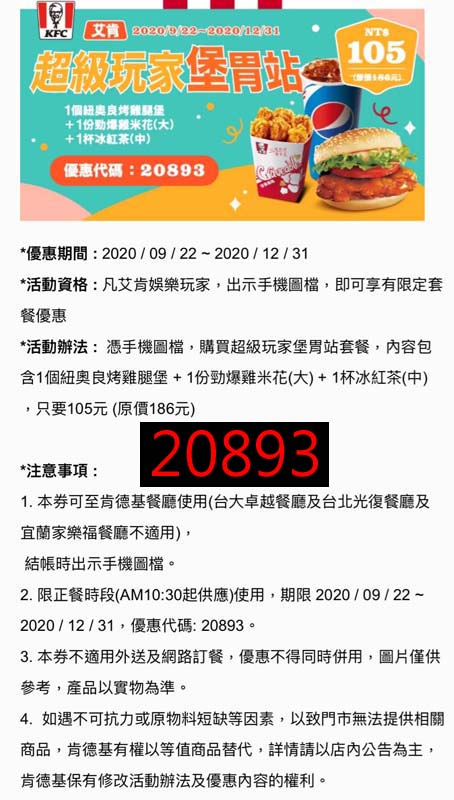 KFC
艾肯 2020/9/22~2020/12/31
超級玩家堡胃站
NT$
105
(原價186元)
1個紐奧良烤雞腿堡
＋1份勁爆雞米花(大)
＋1杯冰紅茶(中)
優惠代碼：20893
*優惠期間：2020 / 09 / 22 ~ 2020 / 12 / 31
*活動資格：凡艾肯娛樂玩家，出示手機圖檔，即可享有限定套
餐優惠
*活動辦法： 憑手機圖檔，購買超級玩家堡胃站套餐，內容包
含1個紐奧良烤雞腿堡 + 1份勁爆雞米花(大) + 1杯冰紅茶(中)
，只要105元 (原價186元)
20893
*注意事項：
1. 本券可至肯德基餐廳使用(台大卓越餐廳及台北光復餐廳及
宜蘭家樂福餐廳不適用)，
結帳時出示手機圖檔。
2. 限正餐時段(AM10:30起供應)使用，期限 2020 / 09 / 22 ~
2020 / 12 / 31，優惠代碼: 20893。
3. 本券不適用外送及網路訂餐，優惠不得同時併用，圖片僅供
參考，產品以實物為準。
4. 如遇不可抗力或原物料短缺等因素，以致門市無法提供相關
商品，肯德基有權以等值商品替代，詳情請以店內公告為主，
肯德基保有修改活動辦法及優惠內容的權利。